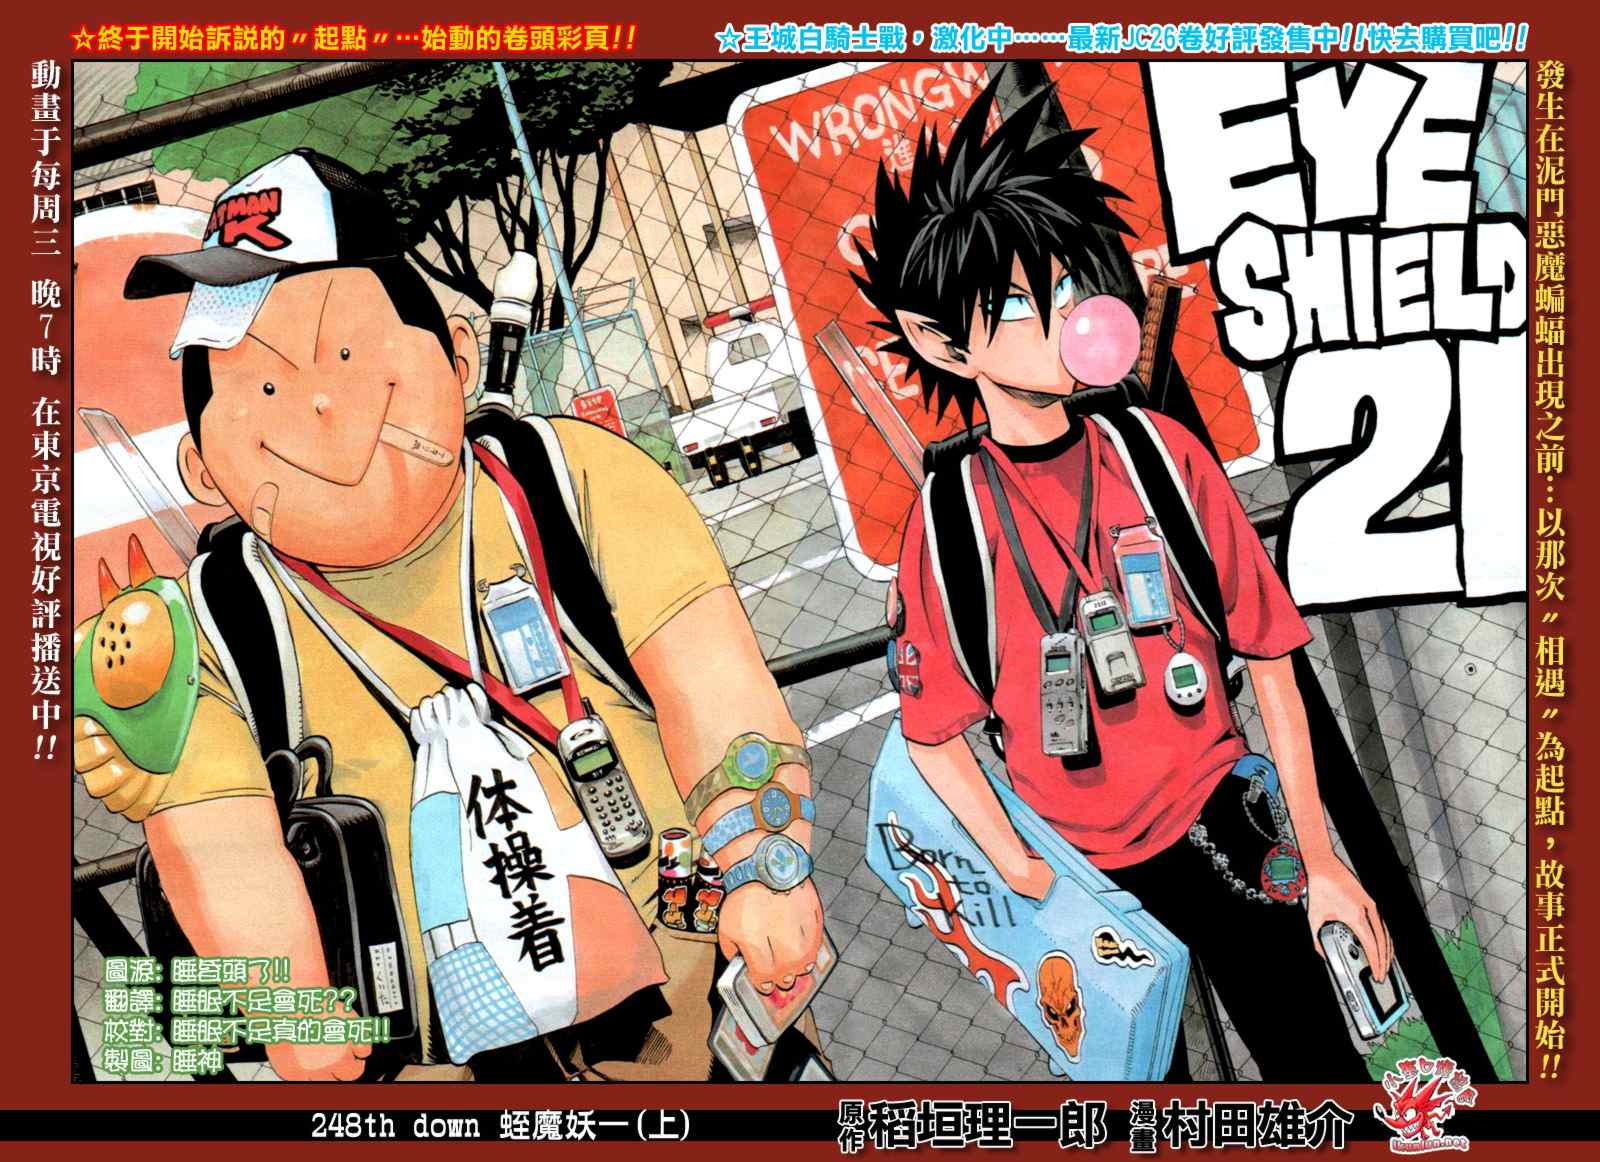 ☆終于開始訴説的〃起點〃…始動的卷頭彩頁!!
☆王城白騎士戰，激化中……最新JC26卷好評發售中!!快去購買吧!!
發生在泥門惡魔蝙蝠出現之前…以那次〃相遇〃為起點，故事正式開始!!
動畫于每周三 晚7時 在東京電視好評播送中!!
EYE
SHIELD
21
WRONG
進
MAN
K
体操着
Born
to
Kill
圖源: 睡昏頭了!!
翻譯: 睡眠不足會死??
校對: 睡眠不足真的會死!!
製圖: 睡神
248th down 蛭魔妖一(上)
原作 稻垣理一郎 漫畫 村田雄介